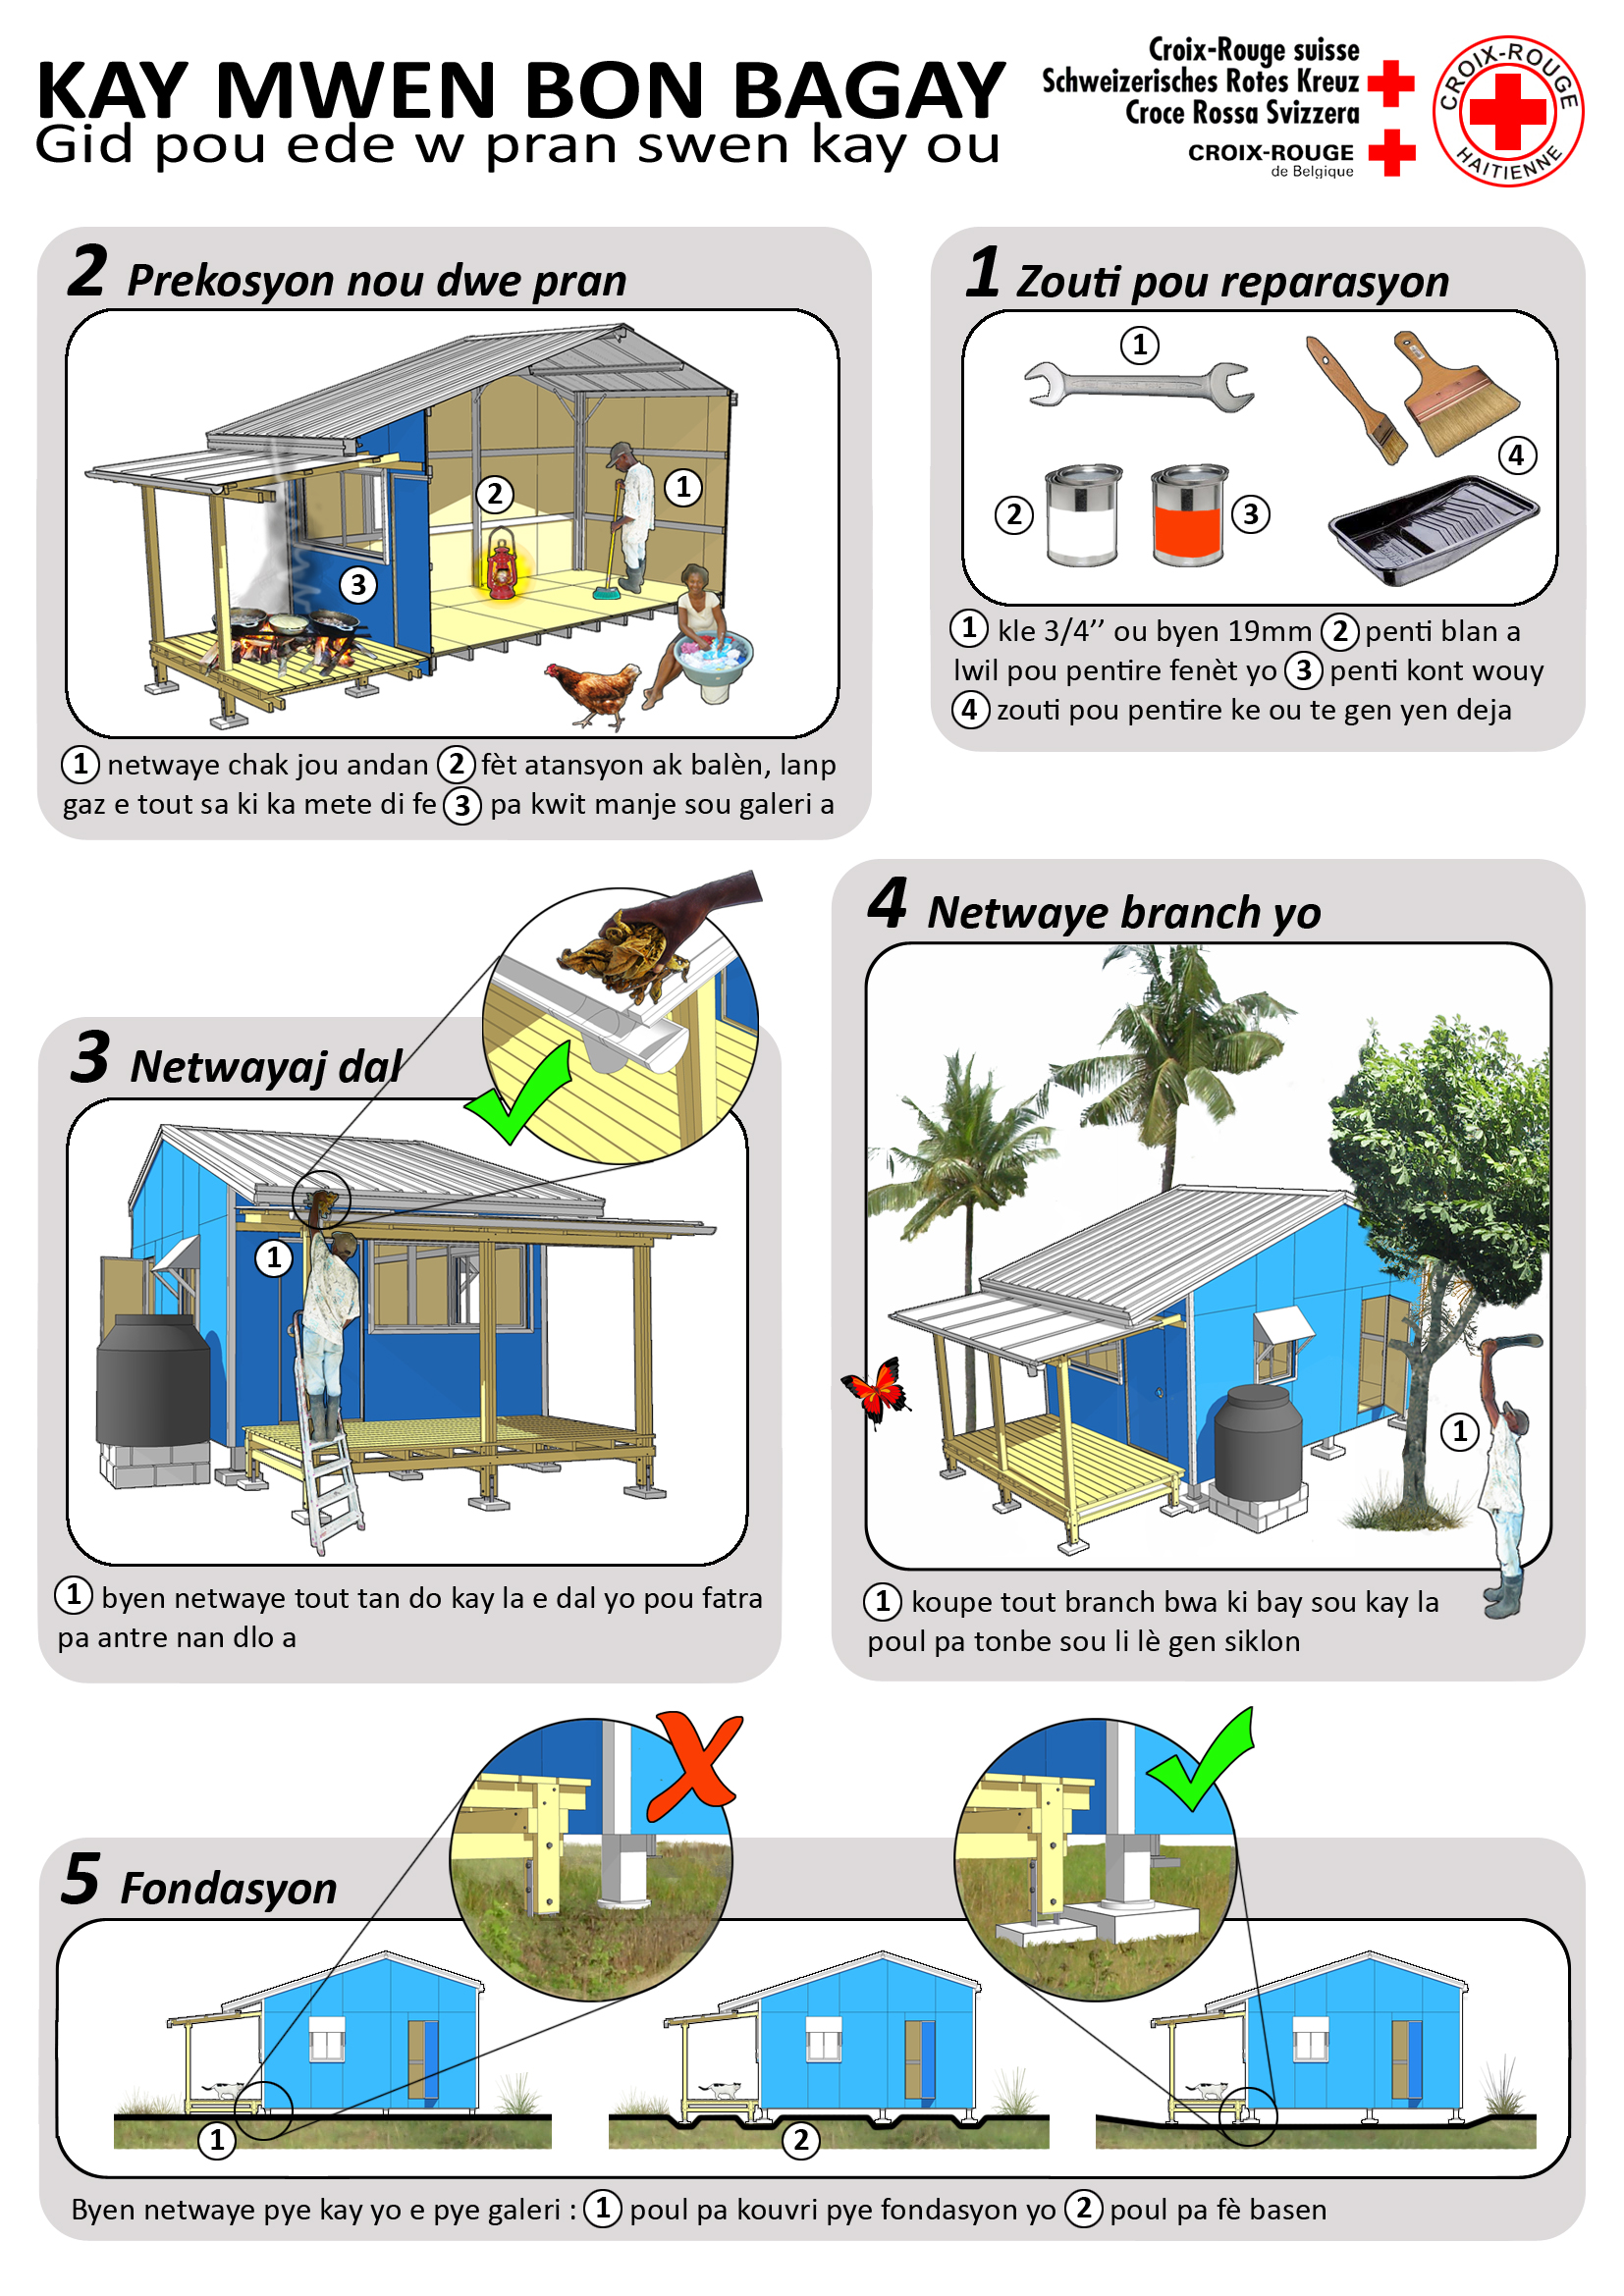 KAY MWEN BON BAGAY
Gid pou ede w pran swen kay ou
Croix-Rouge suisse
Schweizerisches Rotes Kreuz
Croce Rossa Svizzera
CROIX-ROUGE
de Belgique
CROIX-ROUGE
HAITIENNE
2 Prekosyon nou dwe pran
1
2
3
1 netwaye chak jou andan 2 fèt atansyon ak balèn, lanp
gaz e tout sa ki ka mete di fe 3 pa kwit manje sou galeri a
1 Zouti pou reparasyon
1
2
3
4
1 kle 3/4’’ ou byen 19mm 2 penti blan a
lwil pou pentire fenèt yo 3 penti kont wouy
4 zouti pou pentire ke ou te gen yen deja
3 Netwayaj dal
1
1 byen netwaye tout tan do kay la e dal yo pou fatra
pa antre nan dlo a
4 Netwaye branch yo
1
1 koupe tout branch bwa ki bay sou kay la
poul pa tonbe sou li lè gen siklon
5 Fondasyon
1
2
Byen netwaye pye kay yo e pye galeri : 1 poul pa kouvri pye fondasyon yo 2 poul pa fè basen